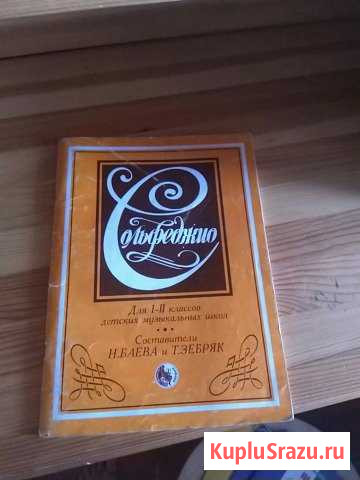 Сольфеджио
Для I-II классов
детских музыкальных школ
Составители
Н.БАЕВА и Т.ЗЕБРЯК
KupluSrazu.ru